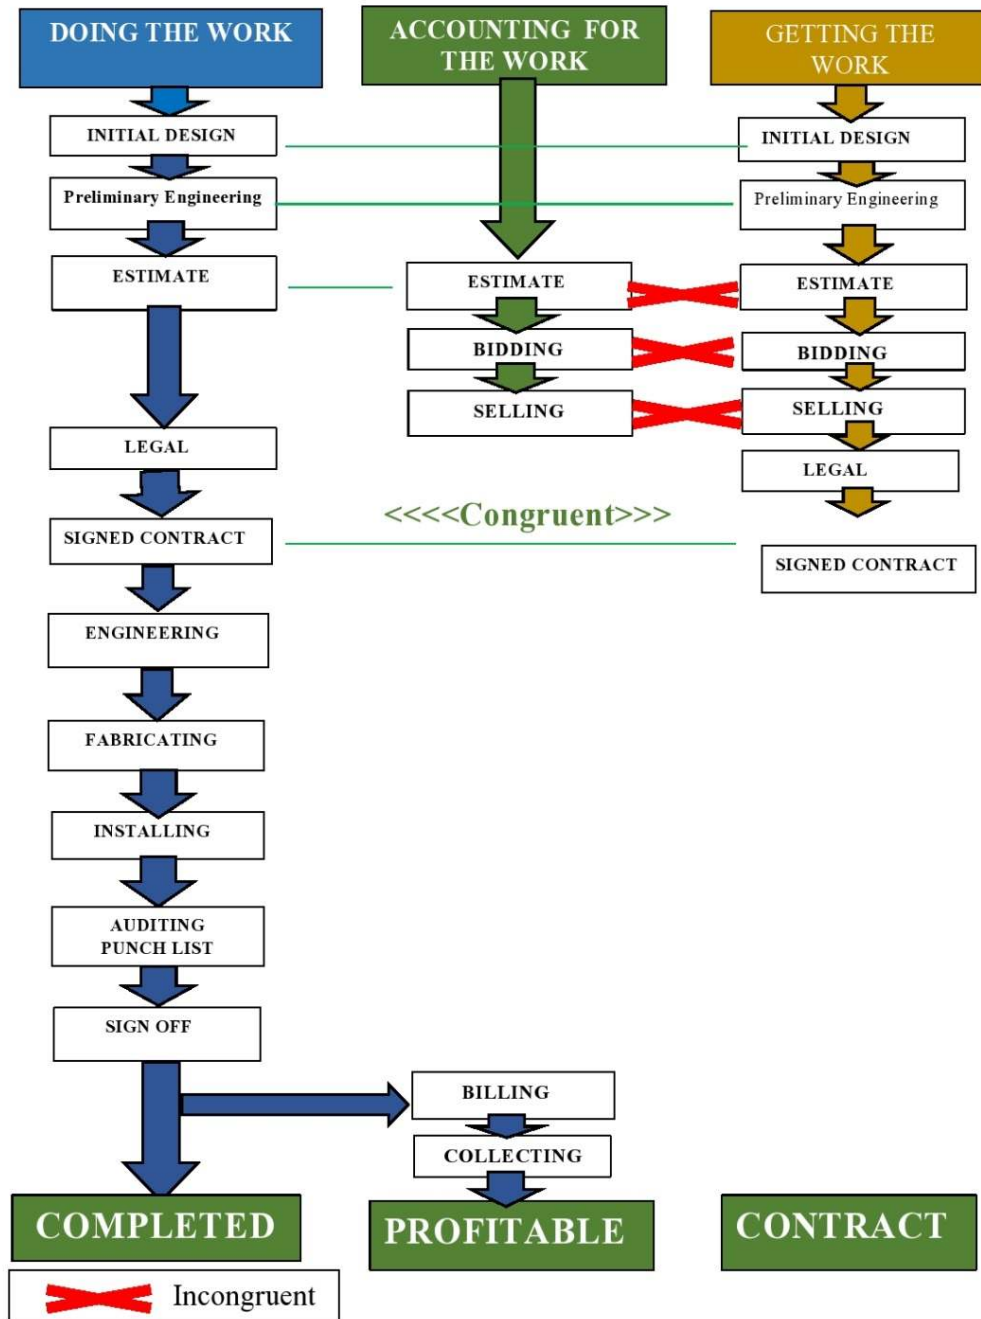 DOING THE WORK
ACCOUNTING FOR
THE WORK
GETTING THE
WORK
INITIAL DESIGN
INITIAL DESIGN
Preliminary Engineering
Preliminary Engineering
ESTIMATE
ESTIMATE
ESTIMATE
BIDDING
BIDDING
SELLING
SELLING
LEGAL
LEGAL
<<<<Congruent>>>
SIGNED CONTRACT
SIGNED CONTRACT
ENGINEERING
FABRICATING
INSTALLING
AUDITING
PUNCH LIST
SIGN OFF
BILLING
COLLECTING
COMPLETED
PROFITABLE
CONTRACT
Incongruent